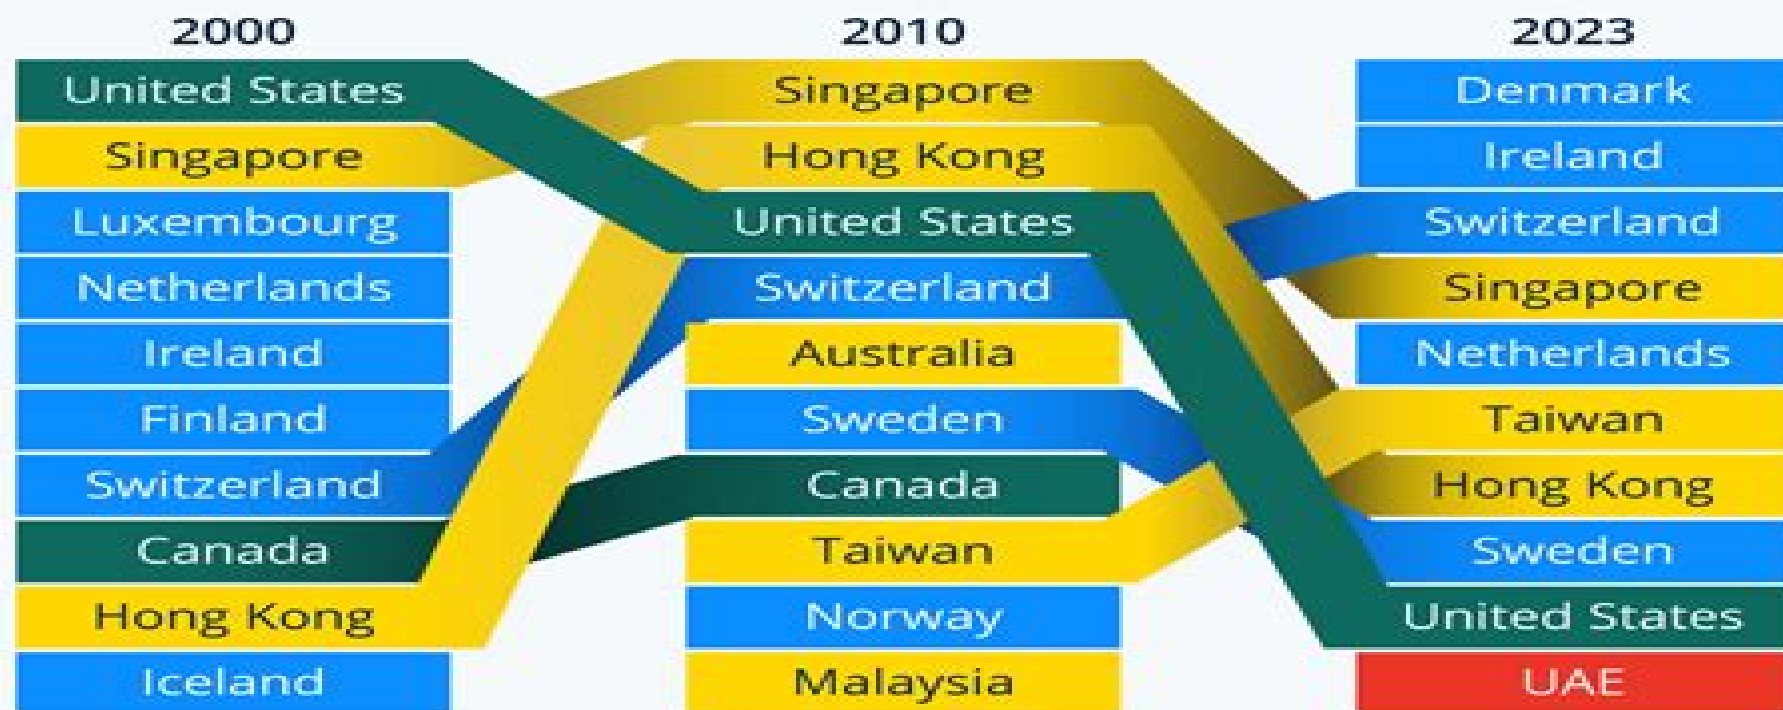 2000 2010 2023
United States Singapore Denmark
Singapore Hong Kong Ireland
Luxembourg United States Switzerland
Netherlands Switzerland Singapore
Ireland Australia Netherlands
Finland Sweden Taiwan
Switzerland Canada Hong Kong
Canada Taiwan Sweden
Hong Kong Norway United States
Iceland Malaysia UAE